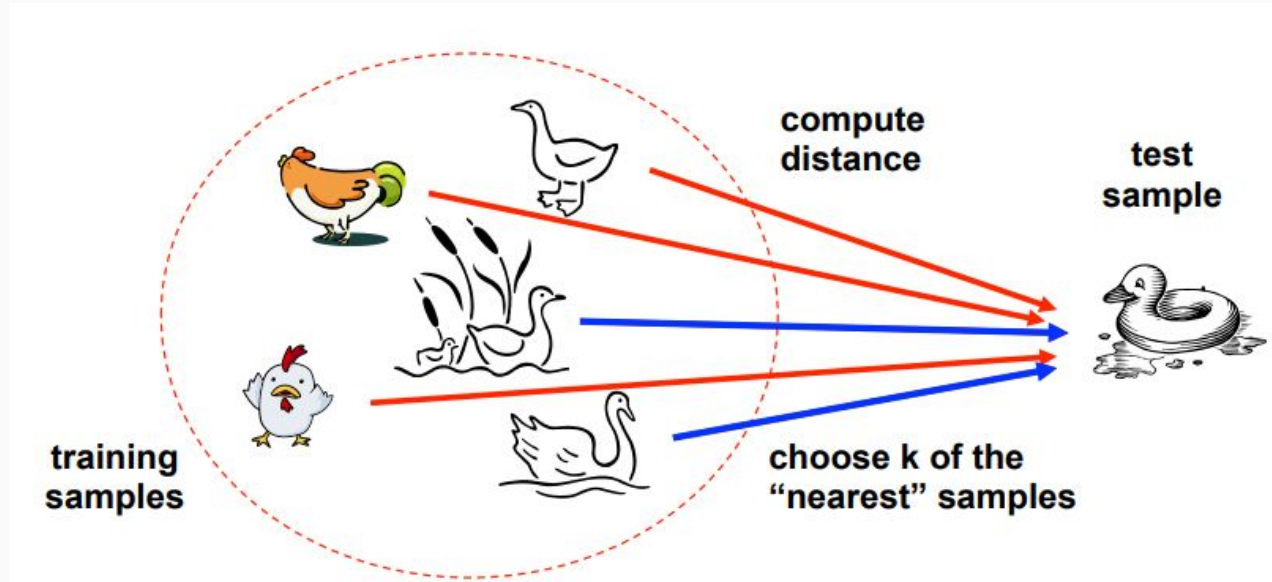 compute
distance
test
sample
training
samples
choose k of the
“nearest” samples